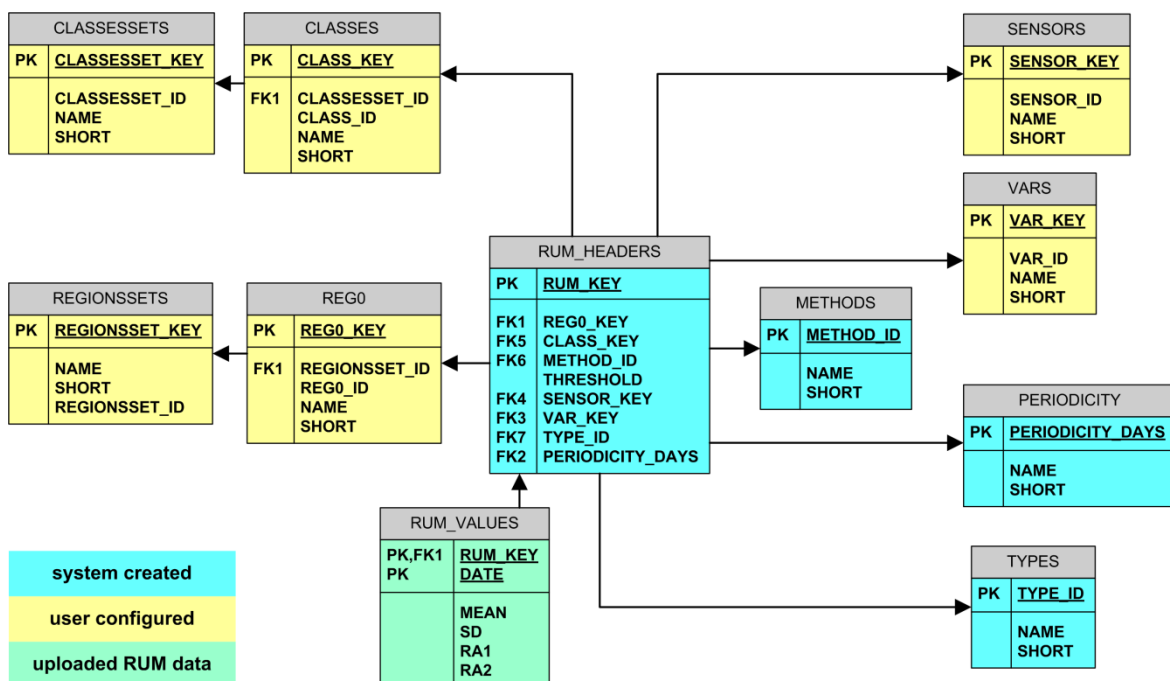 CLASSESSETS
PK CLASSESSET_KEY
CLASSESSET_ID
NAME
SHORT
CLASSES
PK CLASS_KEY
FK1 CLASSESSET_ID
CLASS_ID
NAME
SHORT
SENSORS
PK SENSOR_KEY
SENSOR_ID
NAME
SHORT
VARS
PK VAR_KEY
VAR_ID
NAME
SHORT
REGIONSSETS
PK REGIONSSET_KEY
NAME
SHORT
REGIONSSET_ID
REG0
PK REG0_KEY
FK1 REGIONSSET_ID
REG0_ID
NAME
SHORT
RUM_HEADERS
PK RUM_KEY
FK1 REG0_KEY
FK5 CLASS_KEY
FK6 METHOD_ID
THRESHOLD
FK4 SENSOR_KEY
FK3 VAR_KEY
FK7 TYPE_ID
FK2 PERIODICITY_DAYS
METHODS
PK METHOD_ID
NAME
SHORT
PERIODICITY
PK PERIODICITY_DAYS
NAME
SHORT
RUM_VALUES
PK,FK1 RUM_KEY
PK DATE
MEAN
SD
RA1
RA2
TYPES
PK TYPE_ID
NAME
SHORT
system created
user configured
uploaded RUM data